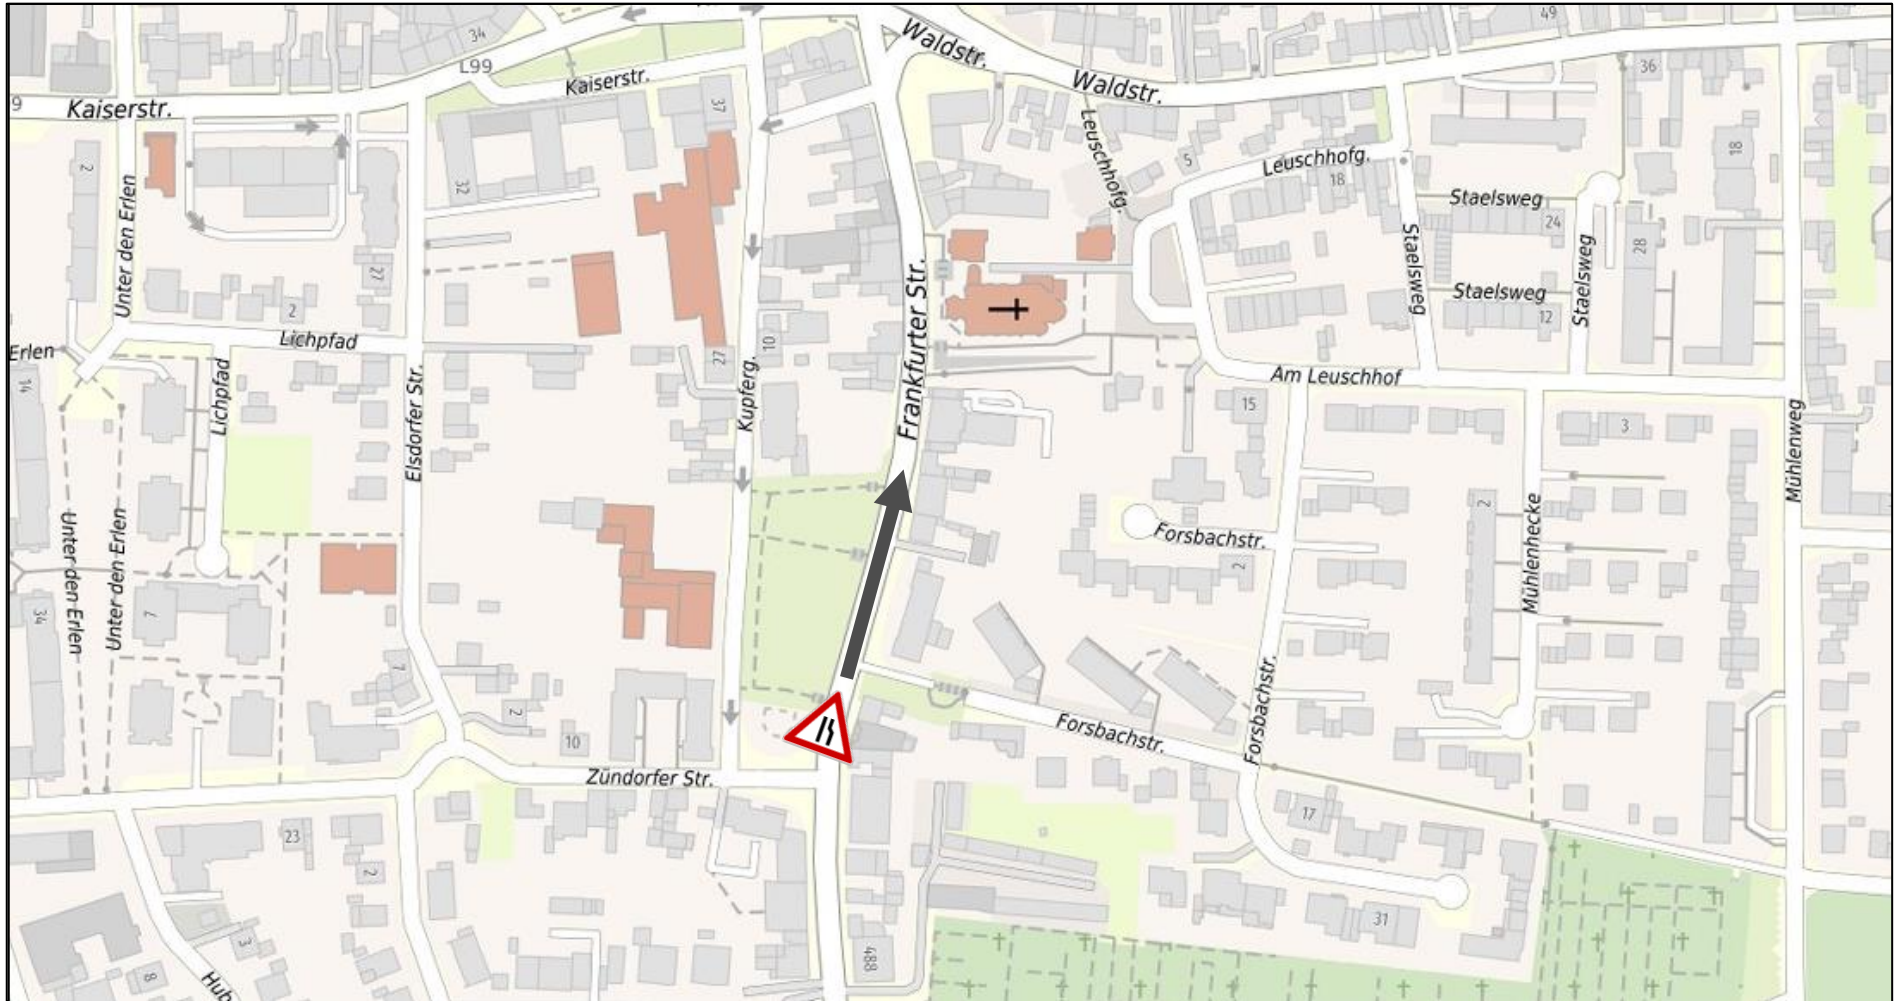 34
49
Waldstr.
L99
Kaiserstr.
36
Waldstr.
9
Kaiserstr.
37
Leuschhofg.
5
Leuschhofg.
18
18
2
32
Unter den Erlen
Staelsweg
24
28
Staelsweg
Staelsweg
22
Frankfurter Str.
Staelsweg
12
2
Lichpfad
Erlen
10
27
Kupferg.
Lichpfad
Elsdorfer Str.
Am Leuschhof
14
15
3
Mühlenweg
2
Unter den Erlen
Unter den Erlen
Forsbachstr.
2
Mühlenhecke
34
7
7
Forsbachstr.
2
10
Forsbachstr.
Zündorfer Str.
17
23
2
31
3
8
488
Hub